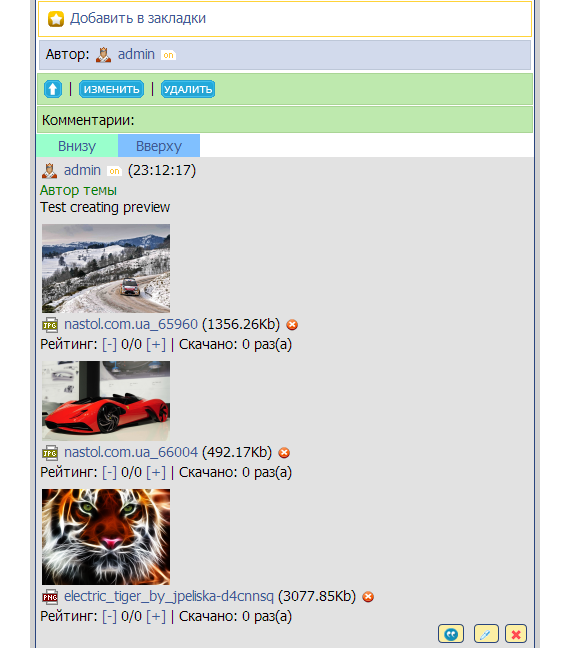 Добавить в закладки
Автор: admin on
| ИЗМЕНИТЬ | УДАЛИТЬ
Комментарии:
Внизу Вверху
admin on (23:12:17)
Автор темы
Test creating preview
JPG nastol.com.ua_65960 (1356.26Kb)
Рейтинг: [-] 0/0 [+] | Скачано: 0 раз(а)
JPG nastol.com.ua_66004 (492.17Kb)
Рейтинг: [-] 0/0 [+] | Скачано: 0 раз(а)
PNG electric_tiger_by_jpeliska-d4cnnsq (3077.85Kb)
Рейтинг: [-] 0/0 [+] | Скачано: 0 раз(а)